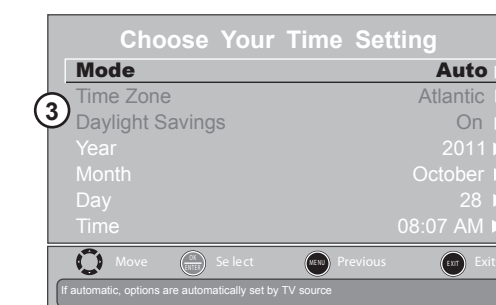 Choose Your Time Setting
Mode Auto
3
Time Zone Atlantic
Daylight Savings On
Year 2011
Month October
Day 28
Time 08:07 AM
Move OK ENTER Select MENU Previous EXIT Exit
If automatic, options are automatically set by TV source